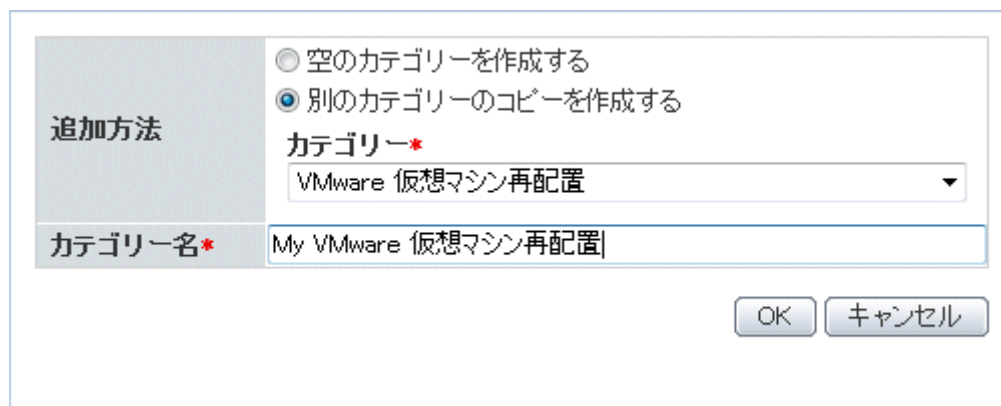 追加方法
空のカテゴリーを作成する
別のカテゴリーのコピーを作成する
カテゴリー*
VMware 仮想マシン再配置
カテゴリー名*
My VMware 仮想マシン再配置
OK
キャンセル